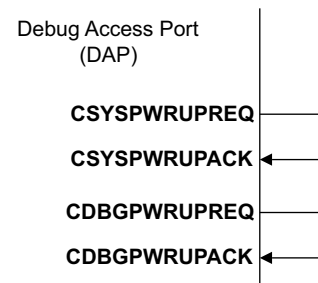 Debug Access Port
(DAP)
CSYSPWRUPREQ
CSYSPWRUPACK
CDBGPWRUPREQ
CDBGPWRUPACK